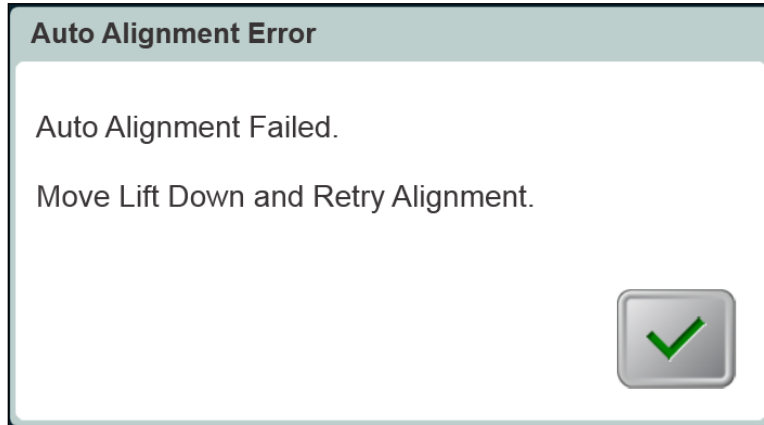 Auto Alignment Error
Auto Alignment Failed.
Move Lift Down and Retry Alignment.